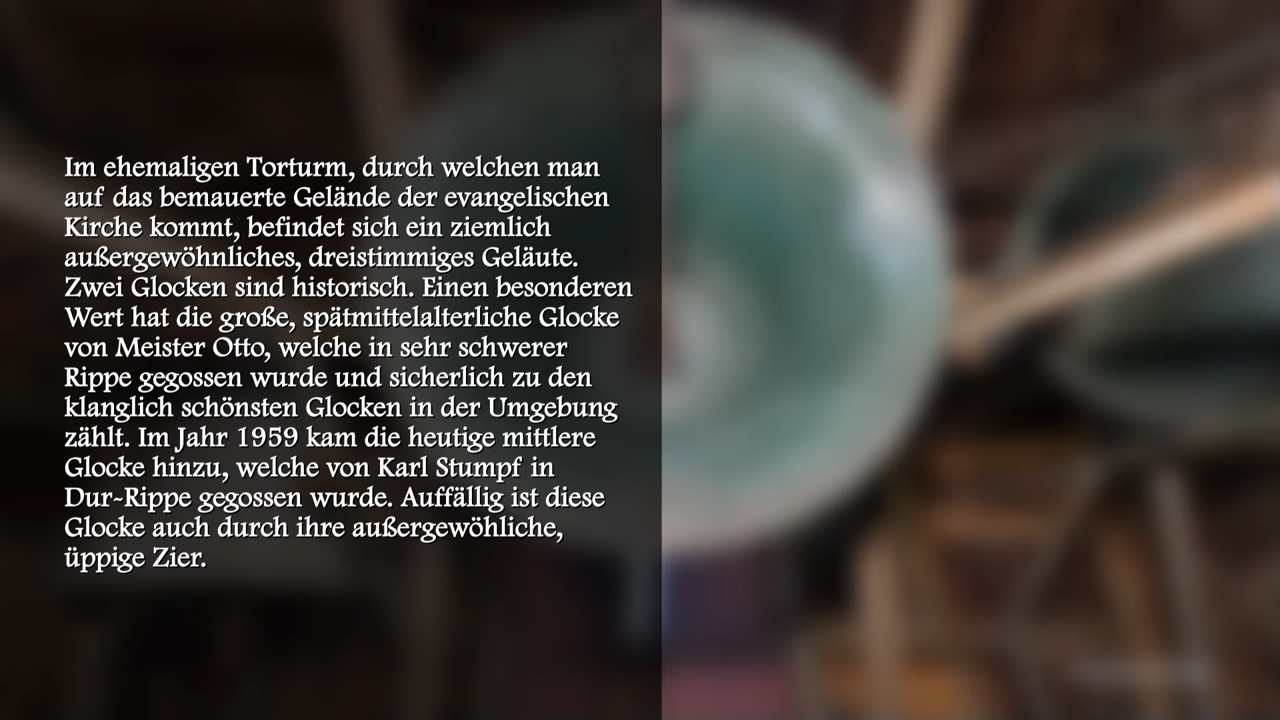 Im ehemaligen Torturm, durch welchen man
auf das bemauerte Gelände der evangelischen
Kirche kommt, befindet sich ein ziemlich
außergewöhnliches, dreistimmiges Geläute.
Zwei Glocken sind historisch. Einen besonderen
Wert hat die große, spätmittelalterliche Glocke
von Meister Otto, welche in sehr schwerer
Rippe gegossen wurde und sicherlich zu den
klanglich schönsten Glocken in der Umgebung
zählt. Im Jahr 1959 kam die heutige mittlere
Glocke hinzu, welche von Karl Stumpf in
Dur-Rippe gegossen wurde. Auffällig ist diese
Glocke auch durch ihre außergewöhliche,
üppige Zier.